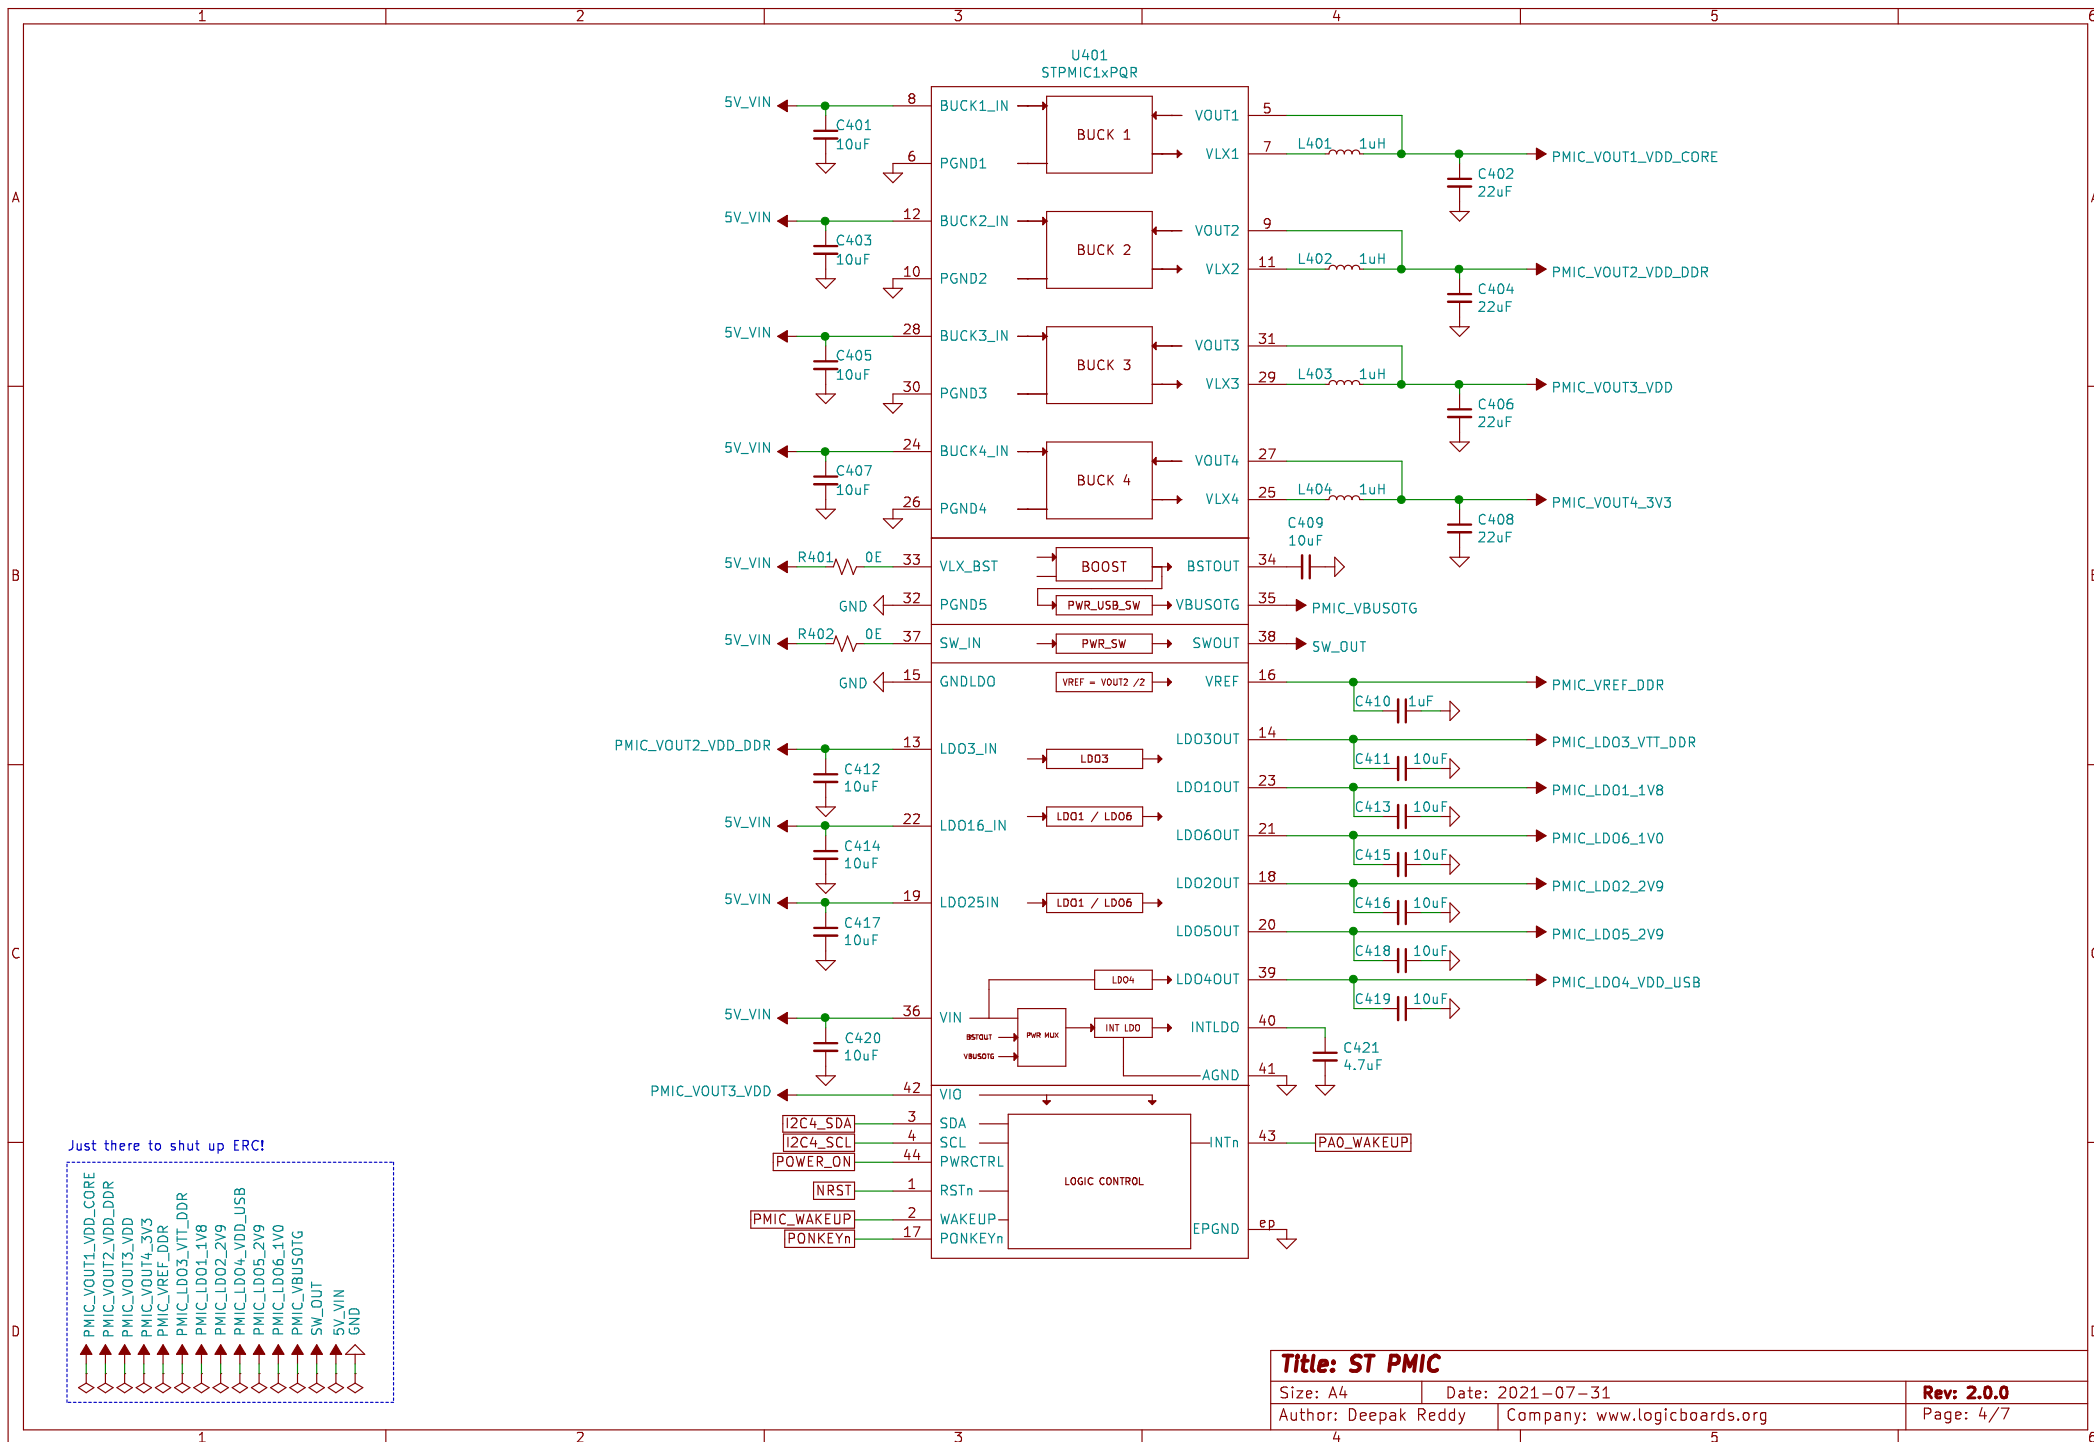 1 2 3 4 5 6
U401
STPMIC1xPQR
5V_VIN 8 BUCK1_IN BUCK 1 VOUT1 5
C401
10uF
6 PGND1 VLX1 7 L401 1uH PMIC_VOUT1_VDD_CORE
C402
22uF
A
5V_VIN 12 BUCK2_IN BUCK 2 VOUT2 9
C403
10uF
10 PGND2 VLX2 11 L402 1uH PMIC_VOUT2_VDD_DDR
C404
22uF
5V_VIN 28 BUCK3_IN BUCK 3 VOUT3 31
C405
10uF
30 PGND3 VLX3 29 L403 1uH PMIC_VOUT3_VDD
C406
22uF
5V_VIN 24 BUCK4_IN BUCK 4 VOUT4 27
C407
10uF
26 PGND4 VLX4 25 L404 1uH PMIC_VOUT4_3V3
C408
22uF
C409
10uF
B
5V_VIN R401 0E 33 VLX_BST BOOST BSTOUT 34
GND 32 PGND5 PWR_USB_SW VBUSOTG 35 PMIC_VBUSOTG
5V_VIN R402 0E 37 SW_IN PWR_SW SWOUT 38 SW_OUT
GND 15 GNDLDO VREF = VOUT2 /2 VREF 16 PMIC_VREF_DDR
C410 1uF
PMIC_VOUT2_VDD_DDR 13 LDO3_IN LDO3 LDO3OUT 14 PMIC_LDO3_VTT_DDR
C412
10uF
C411 10uF
LDO1OUT 23 PMIC_LDO1_1V8
C413 10uF
5V_VIN 22 LDO16_IN LDO1 / LDO6 LDO6OUT 21 PMIC_LDO6_1V0
C414
10uF
C415 10uF
LDO2OUT 18 PMIC_LDO2_2V9
5V_VIN 19 LDO25IN LDO1 / LDO6
C416 10uF
C417
10uF
LDO5OUT 20 PMIC_LDO5_2V9
C418 10uF
C
LDO4 LDO4OUT 39 PMIC_LDO4_VDD_USB
C419 10uF
5V_VIN 36 VIN PWR MUX INT LDO INTLDO 40
BSTOUT
VBUSOTG
C420
10uF
C421
4.7uF
AGND 41
PMIC_VOUT3_VDD 42 VIO
I2C4_SDA 3 SDA
I2C4_SCL 4 SCL INTn 43 PA0_WAKEUP
POWER_ON 44 PWRCTRL
LOGIC CONTROL
NRST 1 RSTn
PMIC_WAKEUP 2 WAKEUP
PONKEYn 17 PONKEYn
EPGND ep
Just there to shut up ERC!
PMIC_VOUT1_VDD_CORE
PMIC_VOUT2_VDD_DDR
PMIC_VOUT3_VDD
PMIC_VOUT4_3V3
PMIC_VREF_DDR
PMIC_LDO3_VTT_DDR
PMIC_LDO1_1V8
PMIC_LDO2_2V9
PMIC_LDO4_VDD_USB
PMIC_LDO5_2V9
PMIC_LDO6_1V0
PMIC_VBUSOTG
SW_OUT
5V_VIN
GND
D
Title: ST PMIC
Size: A4 Date: 2021-07-31 Rev: 2.0.0
Author: Deepak Reddy Company: www.logicboards.org Page: 4/7
1 2 3 4 5 6